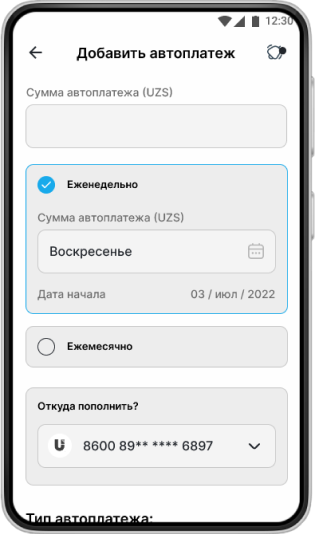 12:30
Добавить автоплатеж
Сумма автоплатежа (UZS)
Еженедельно
Сумма автоплатежа (UZS)
Воскресенье
Дата начала 03 / июл / 2022
Ежемесячно
Откуда пополнить?
8600 89** **** 6897
Тип автоплатежа: